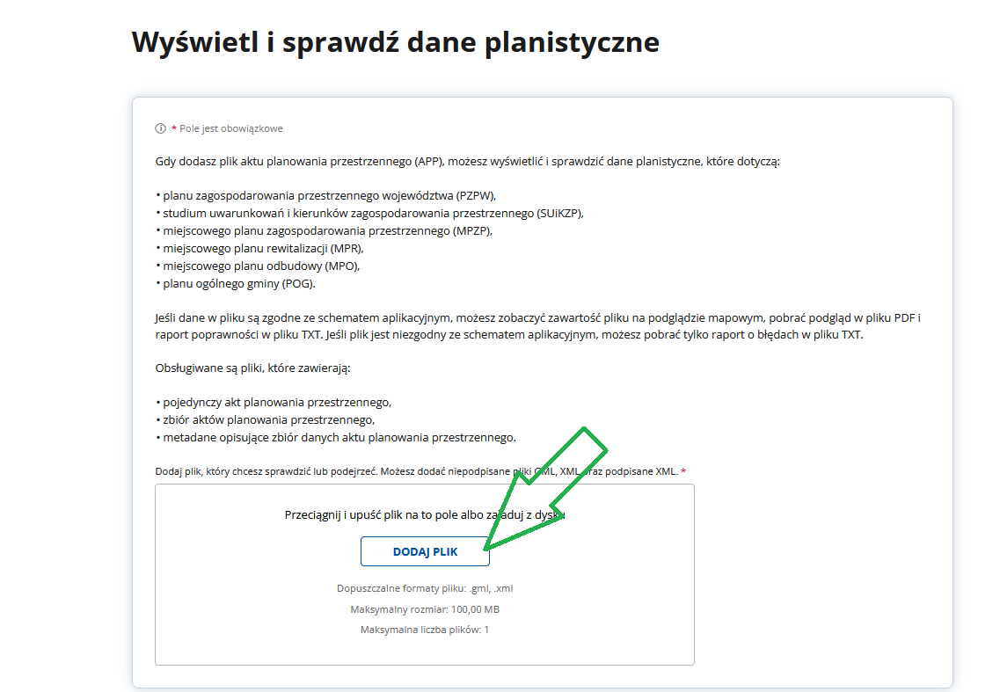 Wyświetl i sprawdź dane planistyczne
* Pole jest obowiązkowe
Gdy dodasz plik aktu planowania przestrzennego (APP), możesz wyświetlić i sprawdzić dane planistyczne, które dotyczą:
• planu zagospodarowania przestrzennego województwa (PZPW),
• studium uwarunkowań i kierunków zagospodarowania przestrzennego (SUiKZP),
• miejscowego planu zagospodarowania przestrzennego (MPZP),
• miejscowego planu rewitalizacji (MPR),
• miejscowego planu odbudowy (MPO),
• planu ogólnego gminy (POG).
Jeśli dane w pliku są zgodne ze schematem aplikacyjnym, możesz zobaczyć zawartość pliku na podglądzie mapowym, pobrać podgląd w pliku PDF i
raport poprawności w pliku TXT. Jeśli plik jest niezgodny ze schematem aplikacyjnym, możesz pobrać tylko raport o błędach w pliku TXT.
Obsługiwane są pliki, które zawierają:
• pojedynczy akt planowania przestrzennego,
• zbiór aktów planowania przestrzennego,
• metadane opisujące zbiór danych aktu planowania przestrzennego.
Dodaj plik, który chcesz sprawdzić lub podejrzeć. Możesz dodać niepodpisane pliki GML, XML oraz podpisane XML. *
Przeciągnij i upuść plik na to pole albo załaduj z dysku
DODAJ PLIK
Dopuszczalne formaty pliku: .gml, .xml
Maksymalny rozmiar: 100,00 MB
Maksymalna liczba plików: 1